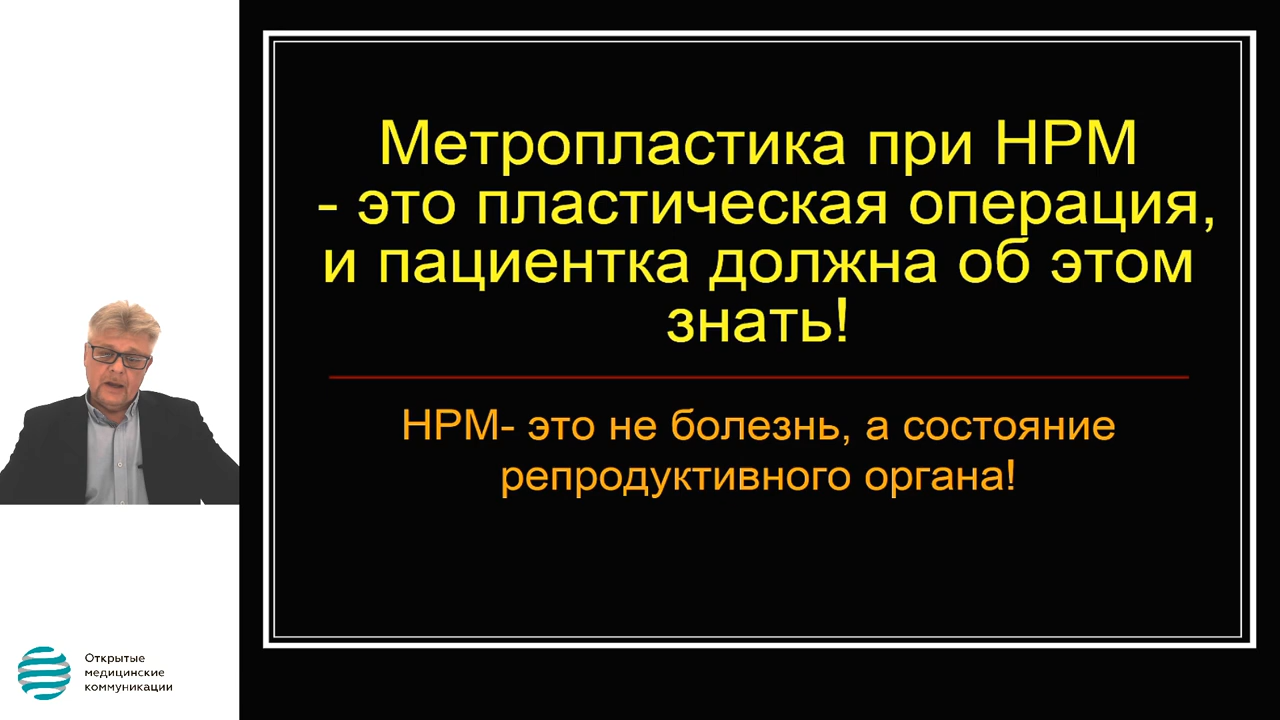 Метропластика при НРМ
- это пластическая операция,
и пациентка должна об этом
знать!
НРМ- это не болезнь, а состояние
репродуктивного органа!
Открытые
медицинские
коммуникации